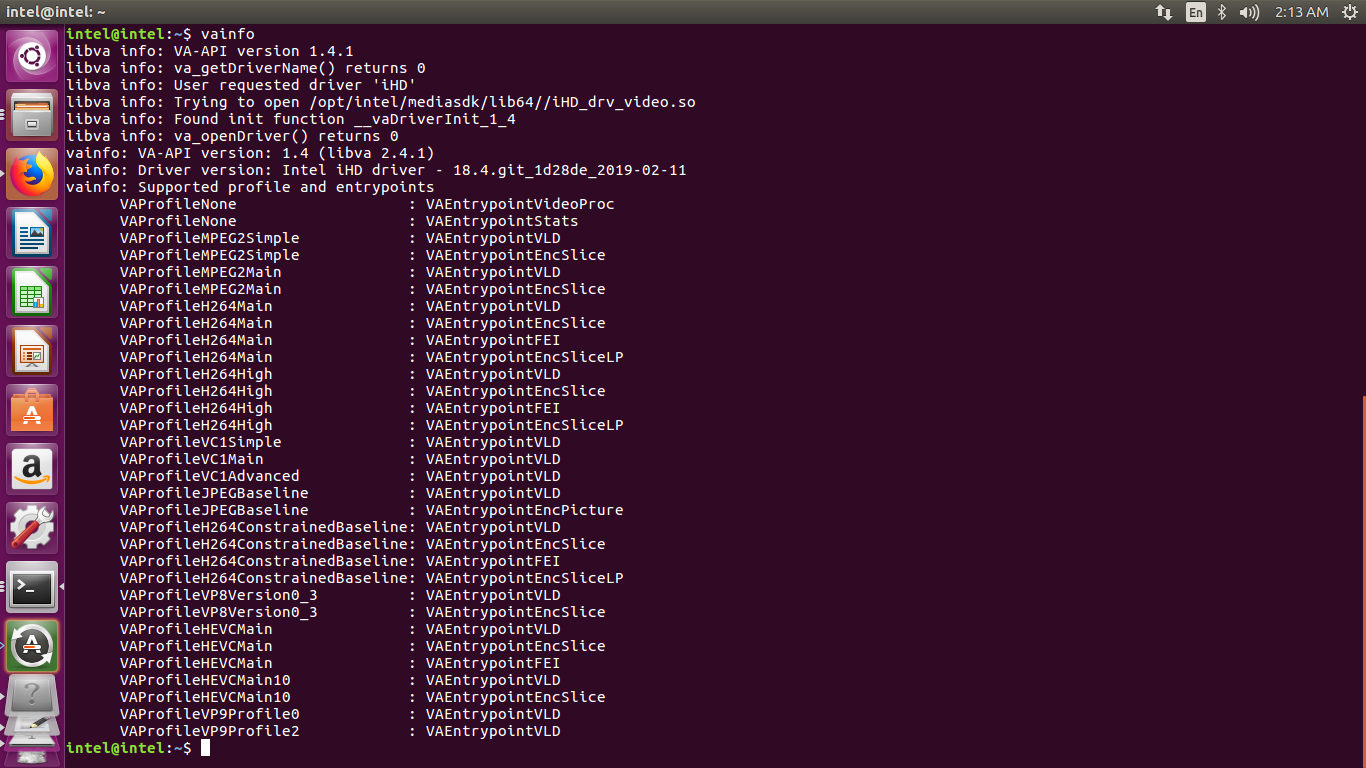 intel@intel: ~
En
2:13 AM
intel@intel:~$ vainfo
libva info: VA-API version 1.4.1
libva info: va_getDriverName() returns 0
libva info: User requested driver 'iHD'
libva info: Trying to open /opt/intel/mediasdk/lib64//iHD_drv_video.so
libva info: Found init function __vaDriverInit_1_4
libva info: va_openDriver() returns 0
vainfo: VA-API version: 1.4 (libva 2.4.1)
vainfo: Driver version: Intel iHD driver - 18.4.git_1d28de_2019-02-11
vainfo: Supported profile and entrypoints
      VAProfileNone                   : VAEntrypointVideoProc
      VAProfileNone                   : VAEntrypointStats
      VAProfileMPEG2Simple            : VAEntrypointVLD
      VAProfileMPEG2Simple            : VAEntrypointEncSlice
      VAProfileMPEG2Main              : VAEntrypointVLD
      VAProfileMPEG2Main              : VAEntrypointEncSlice
      VAProfileH264Main               : VAEntrypointVLD
      VAProfileH264Main               : VAEntrypointEncSlice
      VAProfileH264Main               : VAEntrypointFEI
      VAProfileH264Main               : VAEntrypointEncSliceLP
      VAProfileH264High               : VAEntrypointVLD
      VAProfileH264High               : VAEntrypointEncSlice
      VAProfileH264High               : VAEntrypointFEI
      VAProfileH264High               : VAEntrypointEncSliceLP
      VAProfileVC1Simple              : VAEntrypointVLD
      VAProfileVC1Main                : VAEntrypointVLD
      VAProfileVC1Advanced            : VAEntrypointVLD
      VAProfileJPEGBaseline           : VAEntrypointVLD
      VAProfileJPEGBaseline           : VAEntrypointEncPicture
      VAProfileH264ConstrainedBaseline: VAEntrypointVLD
      VAProfileH264ConstrainedBaseline: VAEntrypointEncSlice
      VAProfileH264ConstrainedBaseline: VAEntrypointFEI
      VAProfileH264ConstrainedBaseline: VAEntrypointEncSliceLP
      VAProfileVP8Version0_3          : VAEntrypointVLD
      VAProfileVP8Version0_3          : VAEntrypointEncSlice
      VAProfileHEVCMain               : VAEntrypointVLD
      VAProfileHEVCMain               : VAEntrypointEncSlice
      VAProfileHEVCMain               : VAEntrypointFEI
      VAProfileHEVCMain10             : VAEntrypointVLD
      VAProfileHEVCMain10             : VAEntrypointEncSlice
      VAProfileVP9Profile0            : VAEntrypointVLD
      VAProfileVP9Profile2            : VAEntrypointVLD
intel@intel:~$